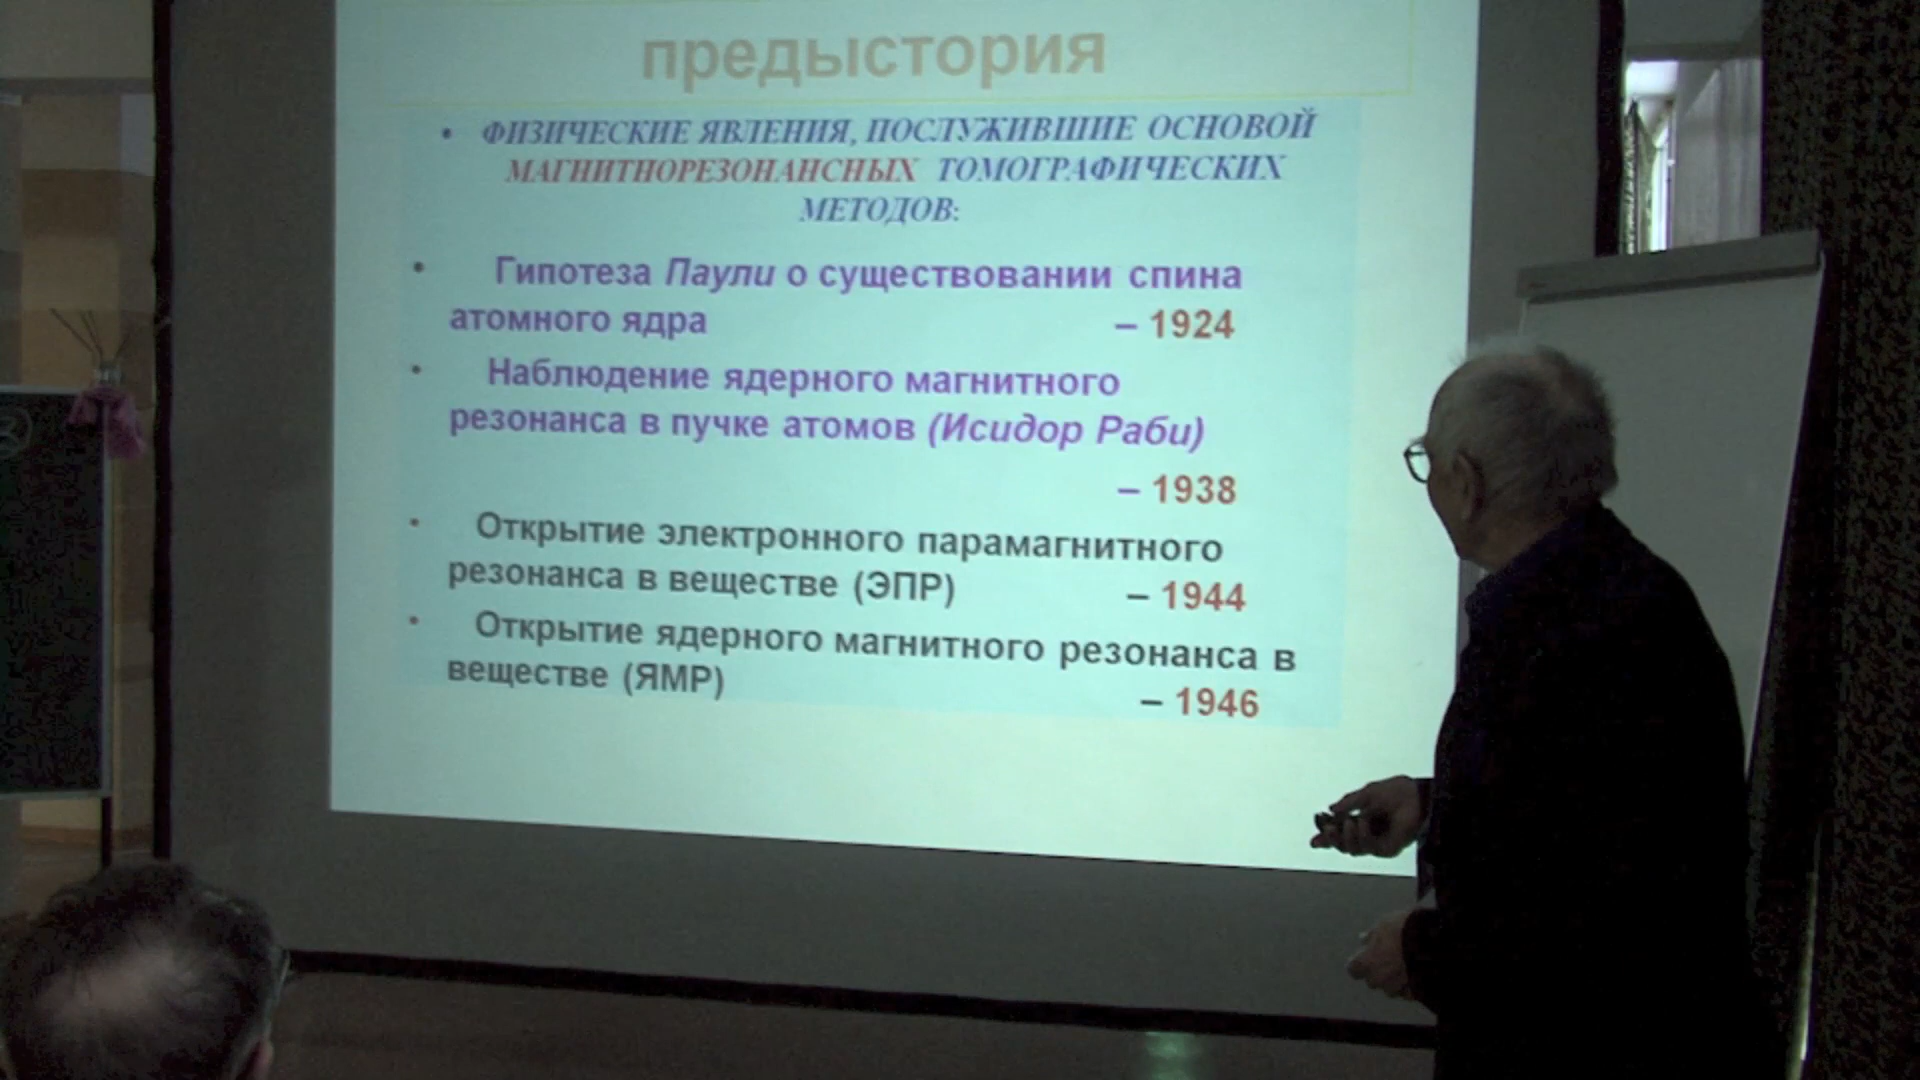 предыстория
• ФИЗИЧЕСКИЕ ЯВЛЕНИЯ, ПОСЛУЖИВШИЕ ОСНОВОЙ
МАГНИТНОРЕЗОНАНСНЫХ ТОМОГРАФИЧЕСКИХ
МЕТОДОВ:
• Гипотеза Паули о существовании спина
атомного ядра – 1924
• Наблюдение ядерного магнитного
резонанса в пучке атомов (Исидор Раби)
– 1938
• Открытие электронного парамагнитного
резонанса в веществе (ЭПР) – 1944
• Открытие ядерного магнитного резонанса в
веществе (ЯМР) – 1946